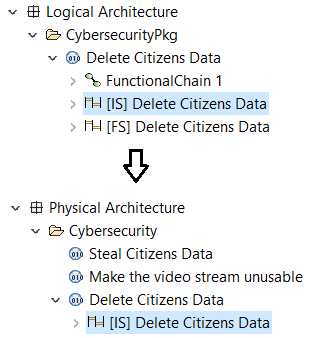 Logical Architecture
CybersecurityPkg
Delete Citizens Data
FunctionalChain 1
[IS] Delete Citizens Data
[FS] Delete Citizens Data
Physical Architecture
Cybersecurity
Steal Citizens Data
Make the video stream unusable
Delete Citizens Data
[IS] Delete Citizens Data